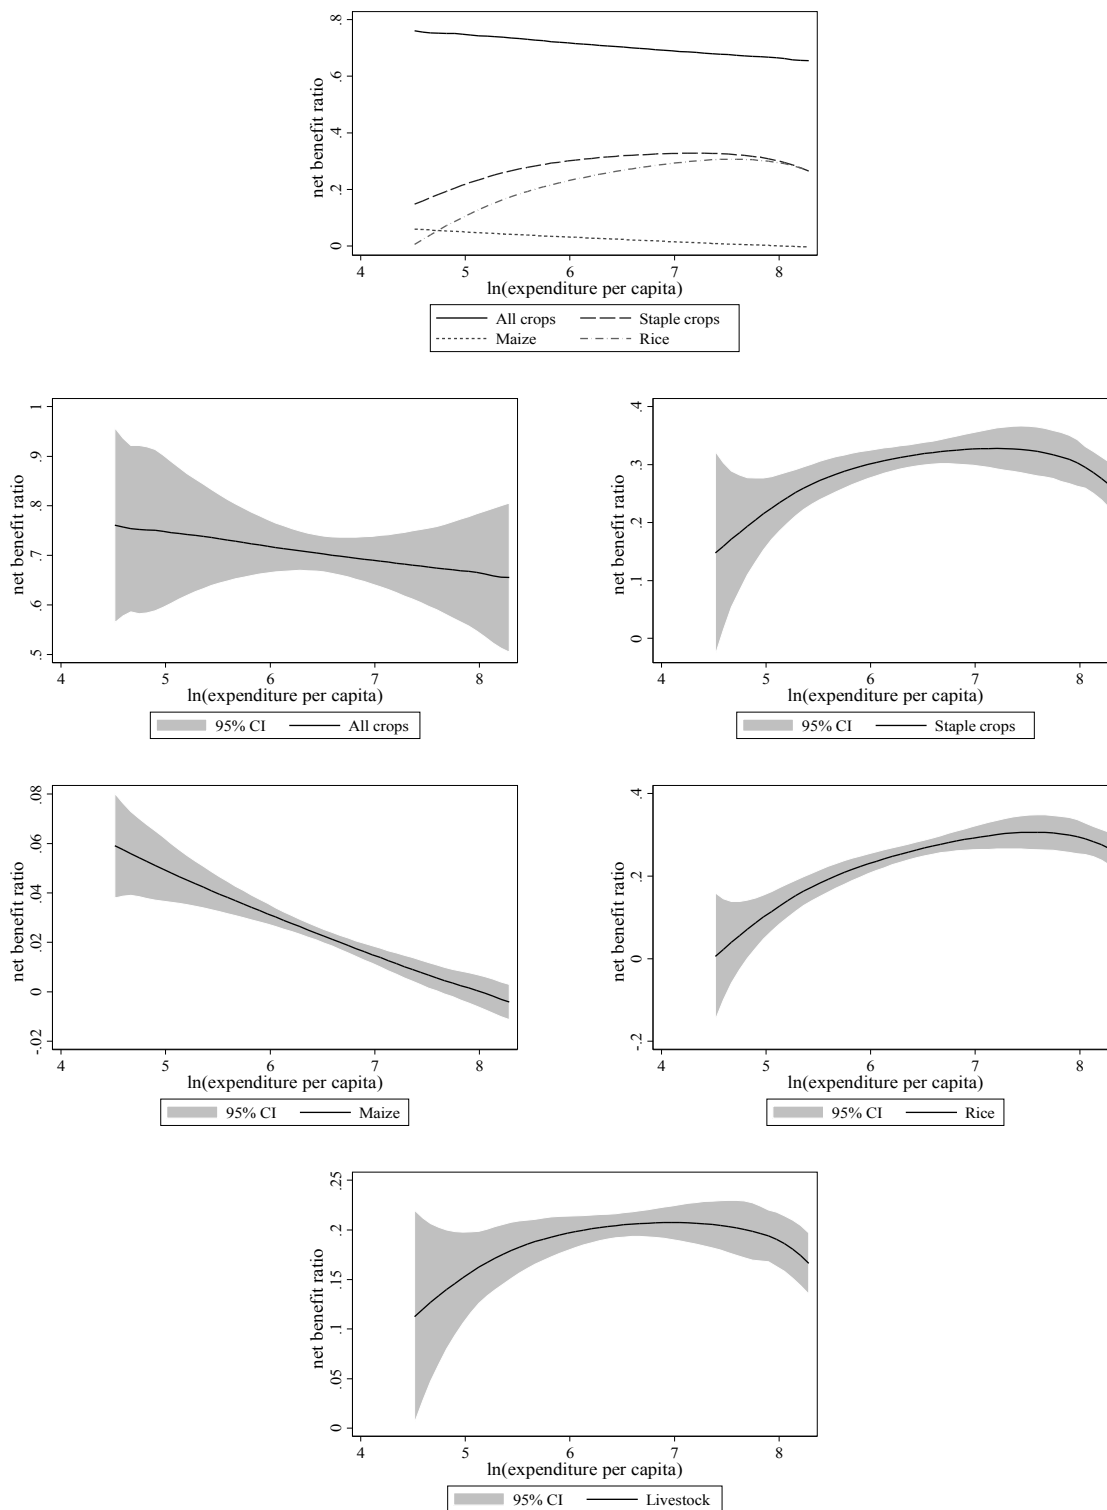 net benefit ratio
.8
.6
.4
.2
0
4 5 6 7 8
ln(expenditure per capita)
All crops Staple crops
Maize Rice
net benefit ratio
1
.9
.8
.7
.6
.5
4 5 6 7 8
ln(expenditure per capita)
95% CI All crops
net benefit ratio
.4
.3
.2
.1
0
4 5 6 7 8
ln(expenditure per capita)
95% CI Staple crops
net benefit ratio
.08
.06
.04
.02
0
-.02
4 5 6 7 8
ln(expenditure per capita)
95% CI Maize
net benefit ratio
.4
.2
0
-.2
4 5 6 7 8
ln(expenditure per capita)
95% CI Rice
net benefit ratio
.25
.2
.15
.1
.05
0
4 5 6 7 8
ln(expenditure per capita)
95% CI Livestock